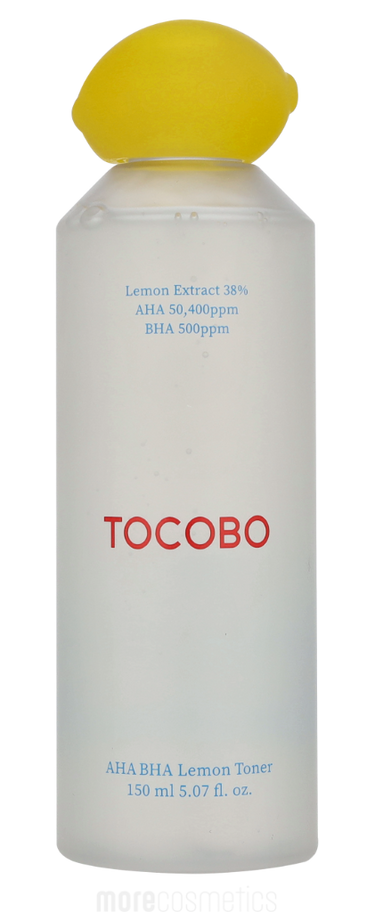 Lemon Extract 38%
AHA 50,400ppm
BHA 500ppm
TOCOBO
AHA BHA Lemon Toner
150 ml 5.07 fl. oz.
morecosmetics